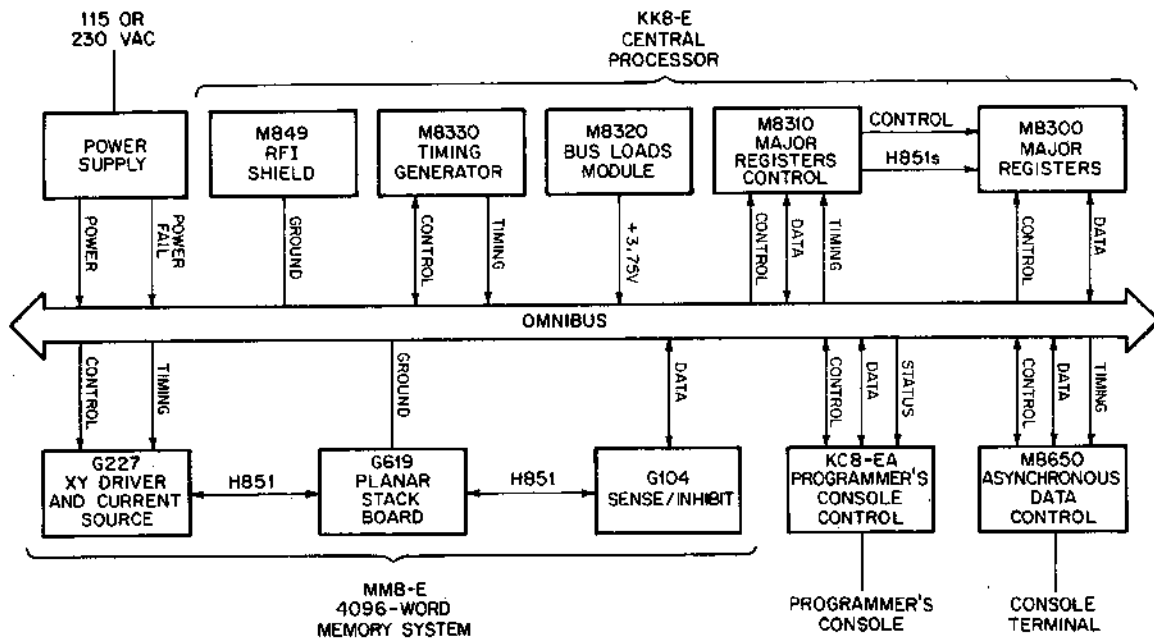 115 OR
230 VAC
KK8-E
CENTRAL
PROCESSOR
POWER
SUPPLY
M849
RFI
SHIELD
M8330
TIMING
GENERATOR
M8320
BUS LOADS
MODULE
M8310
MAJOR
REGISTERS
CONTROL
CONTROL
H851s
M8300
MAJOR
REGISTERS
POWER
POWER
FAIL
GROUND
CONTROL
TIMING
+3.75V
CONTROL
DATA
TIMING
CONTROL
DATA
OMNIBUS
CONTROL
TIMING
GROUND
DATA
CONTROL
DATA
STATUS
CONTROL
DATA
TIMING
G227
XY DRIVER
AND CURRENT
SOURCE
H851
G619
PLANAR
STACK
BOARD
H851
G104
SENSE/INHIBIT
KC8-EA
PROGRAMMER'S
CONSOLE
CONTROL
M8650
ASYNCHRONOUS
DATA
CONTROL
MM8-E
4096-WORD
MEMORY SYSTEM
PROGRAMMER'S
CONSOLE
CONSOLE
TERMINAL